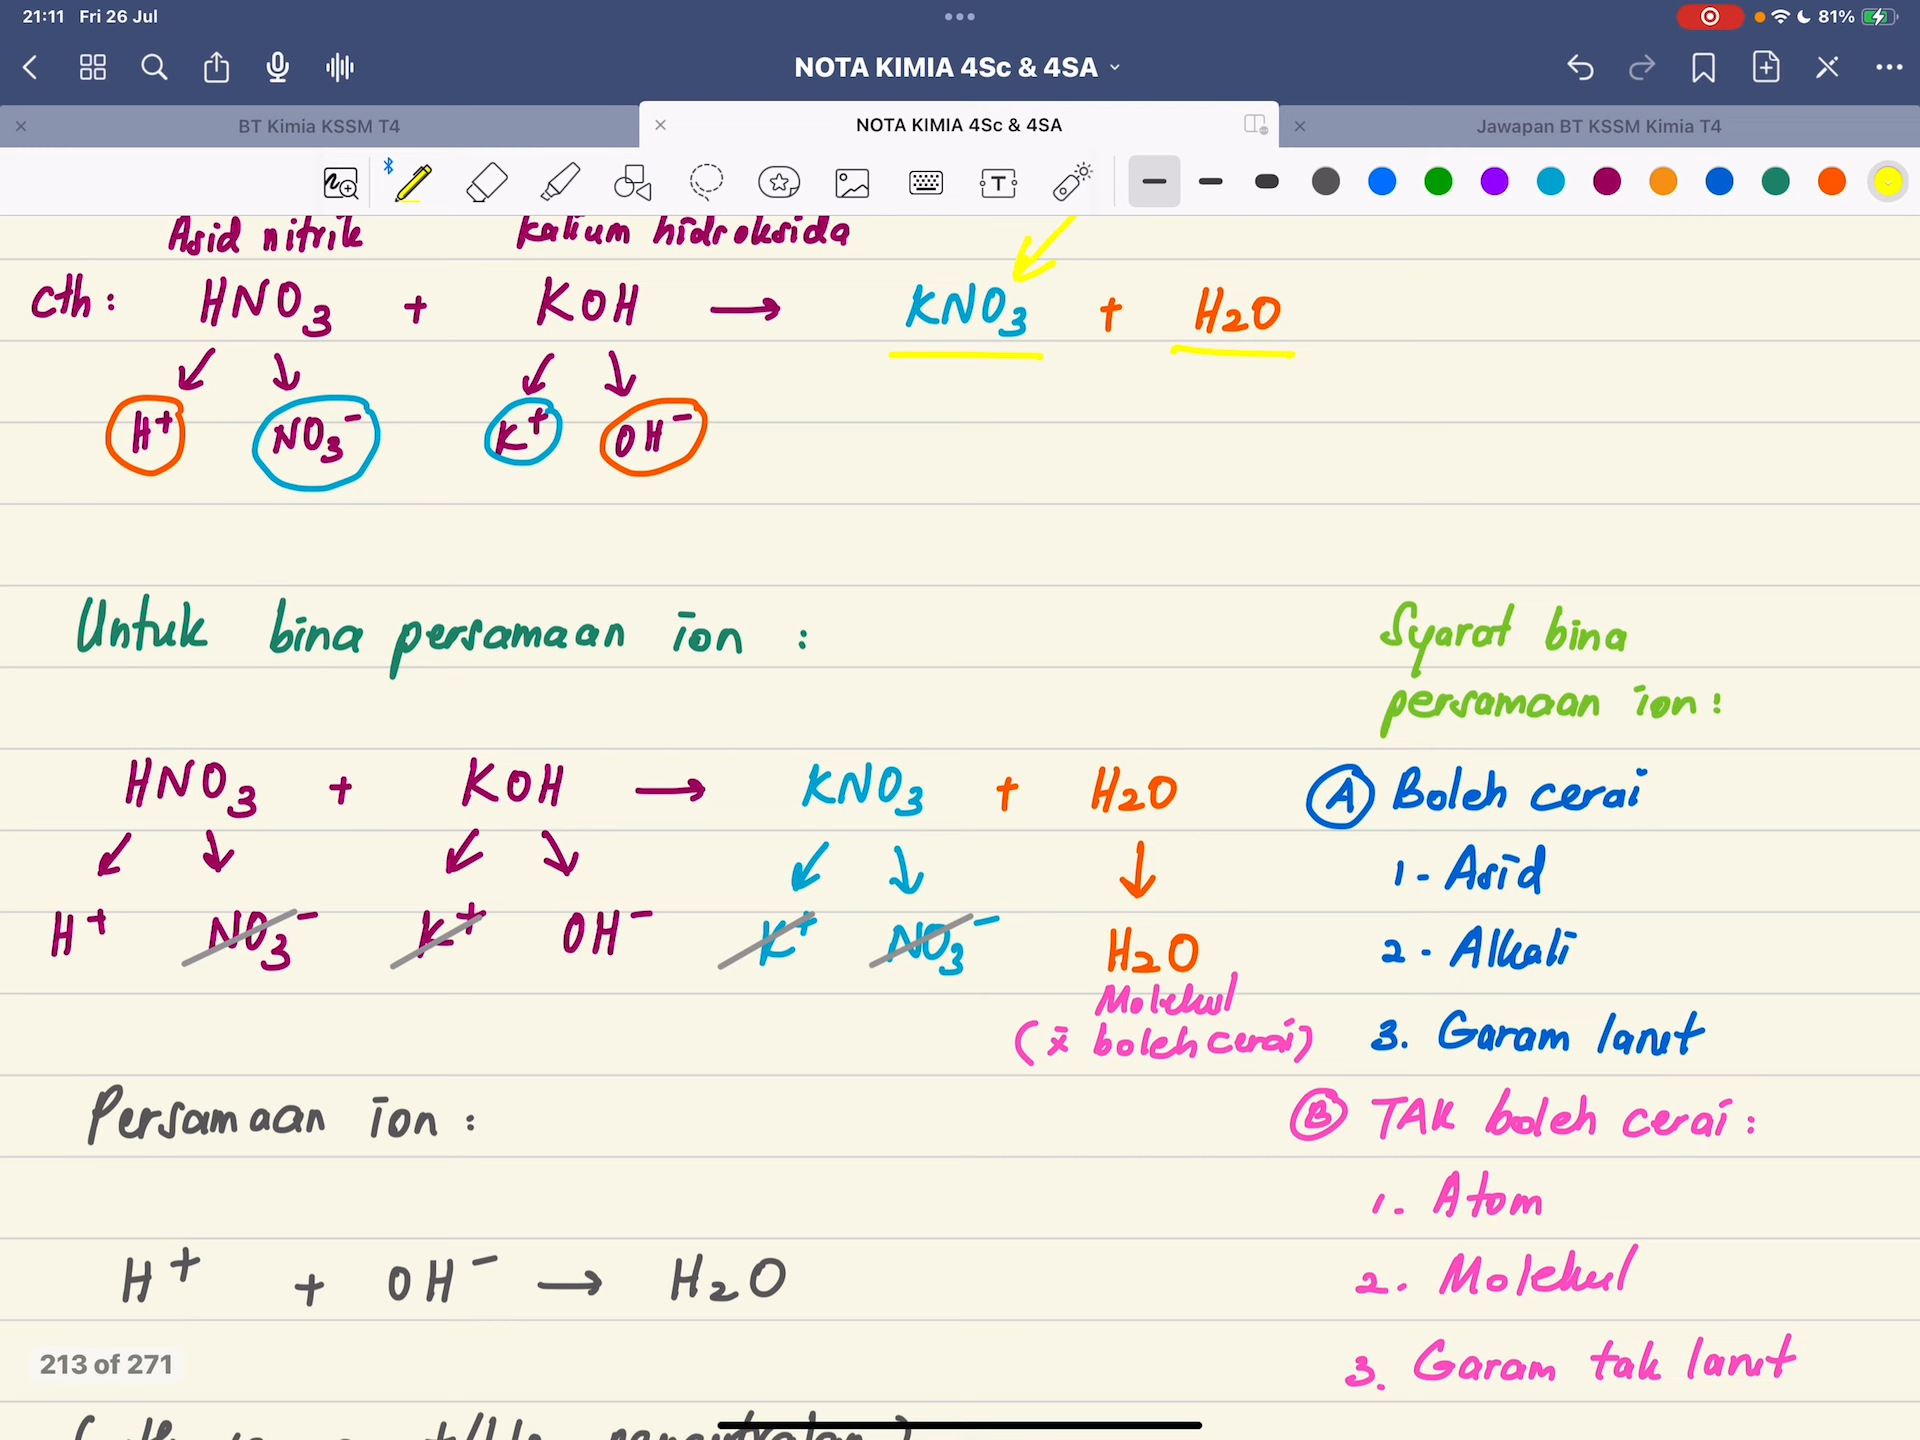 21:11 Fri 26 Jul
81%
NOTA KIMIA 4Sc & 4SA
BT Kimia KSSM T4
NOTA KIMIA 4Sc & 4SA
Jawapan BT KSSM Kimia T4
Asid nitrik kalium hidroksida
Cth : HNO₃ + KOH → KNO₃ + H₂O
H⁺ NO₃⁻ K⁺ OH⁻
Untuk bina persamaan ion :
HNO₃ + KOH → KNO₃ + H₂O
H⁺ NO₃⁻ K⁺ OH⁻ K⁺ NO₃⁻ H₂O
Molekul
(x̄ boleh cerai)
Persamaan ion :
H⁺ + OH⁻ → H₂O
Syarat bina
persamaan ion :
A Boleh cerai
1 - Asid
2 - Alkali
3. Garam larut
B TAK boleh cerai :
1. Atom
2. Molekul
3. Garam tak larut
213 of 271